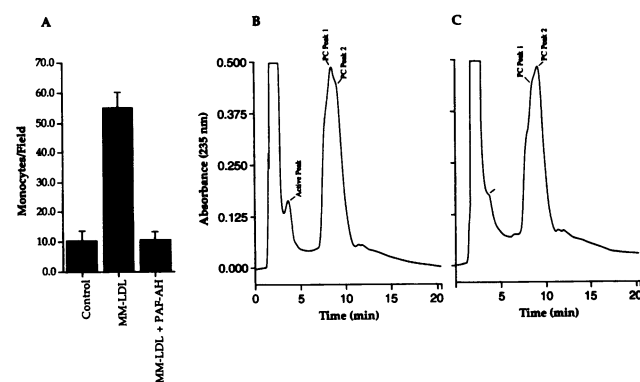 A
B
C
Monocytes/Field
70.0
60.0
50.0
40.0
30.0
20.0
10.0
0.0
Control
MM-LDL
MM-LDL + PAF-AH
Absorbance (235 nm)
0.500
0.375
0.250
0.125
0.000
Active Peak
PC Peak 1
PC Peak 2
0 5 10 15 20
Time (min)
PC Peak 1
PC Peak 2
5 10 15 20
Time (min)